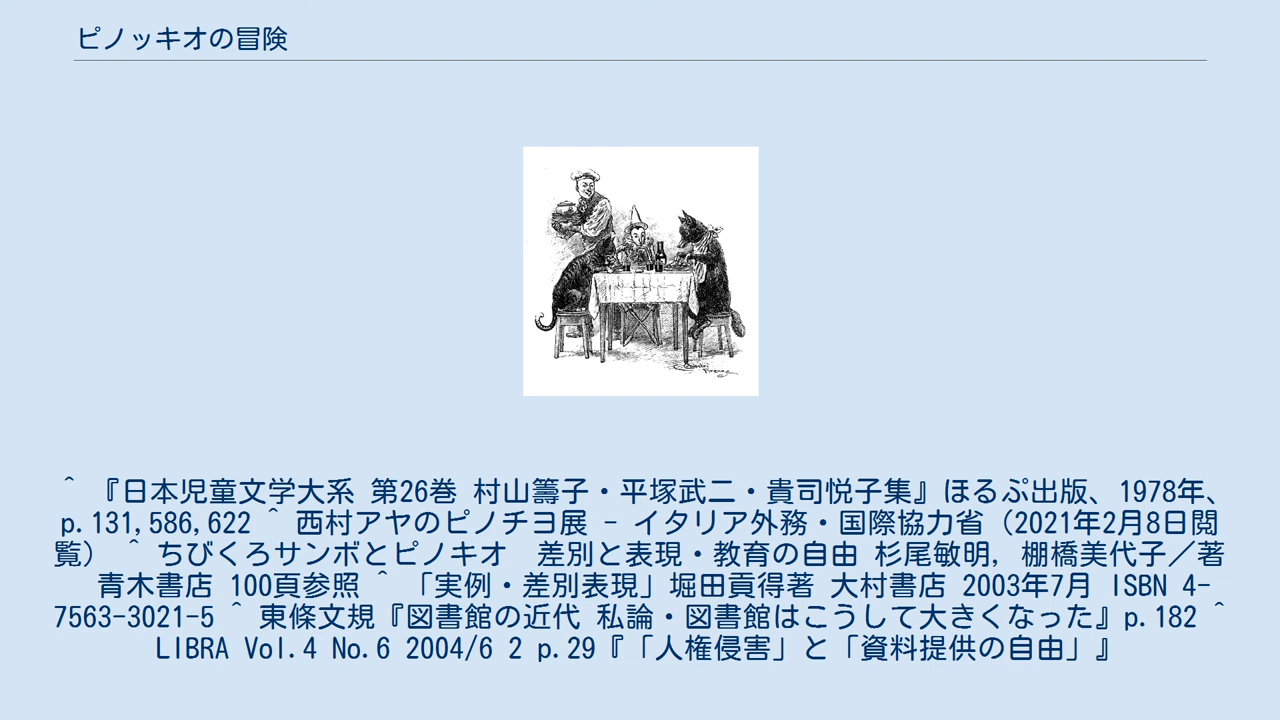 ピノッキオの冒険
^ 『日本児童文学大系 第26巻 村山籌子・平塚武二・貴司悦子集』ほるぷ出版、1978年、
p.131,586,622 ^ 西村アヤのピノチヨ展 - イタリア外務・国際協力省（2021年2月8日閲
覧） ^ ちびくろサンボとピノキオ　差別と表現・教育の自由 杉尾敏明, 棚橋美代子／著
青木書店 100頁参照 ^ 「実例・差別表現」堀田貢得著 大村書店 2003年7月 ISBN 4-
7563-3021-5 ^ 東條文規『図書館の近代 私論・図書館はこうして大きくなった』p.182 ^
LIBRA Vol.4 No.6 2004/6 2 p.29『「人権侵害」と「資料提供の自由」』